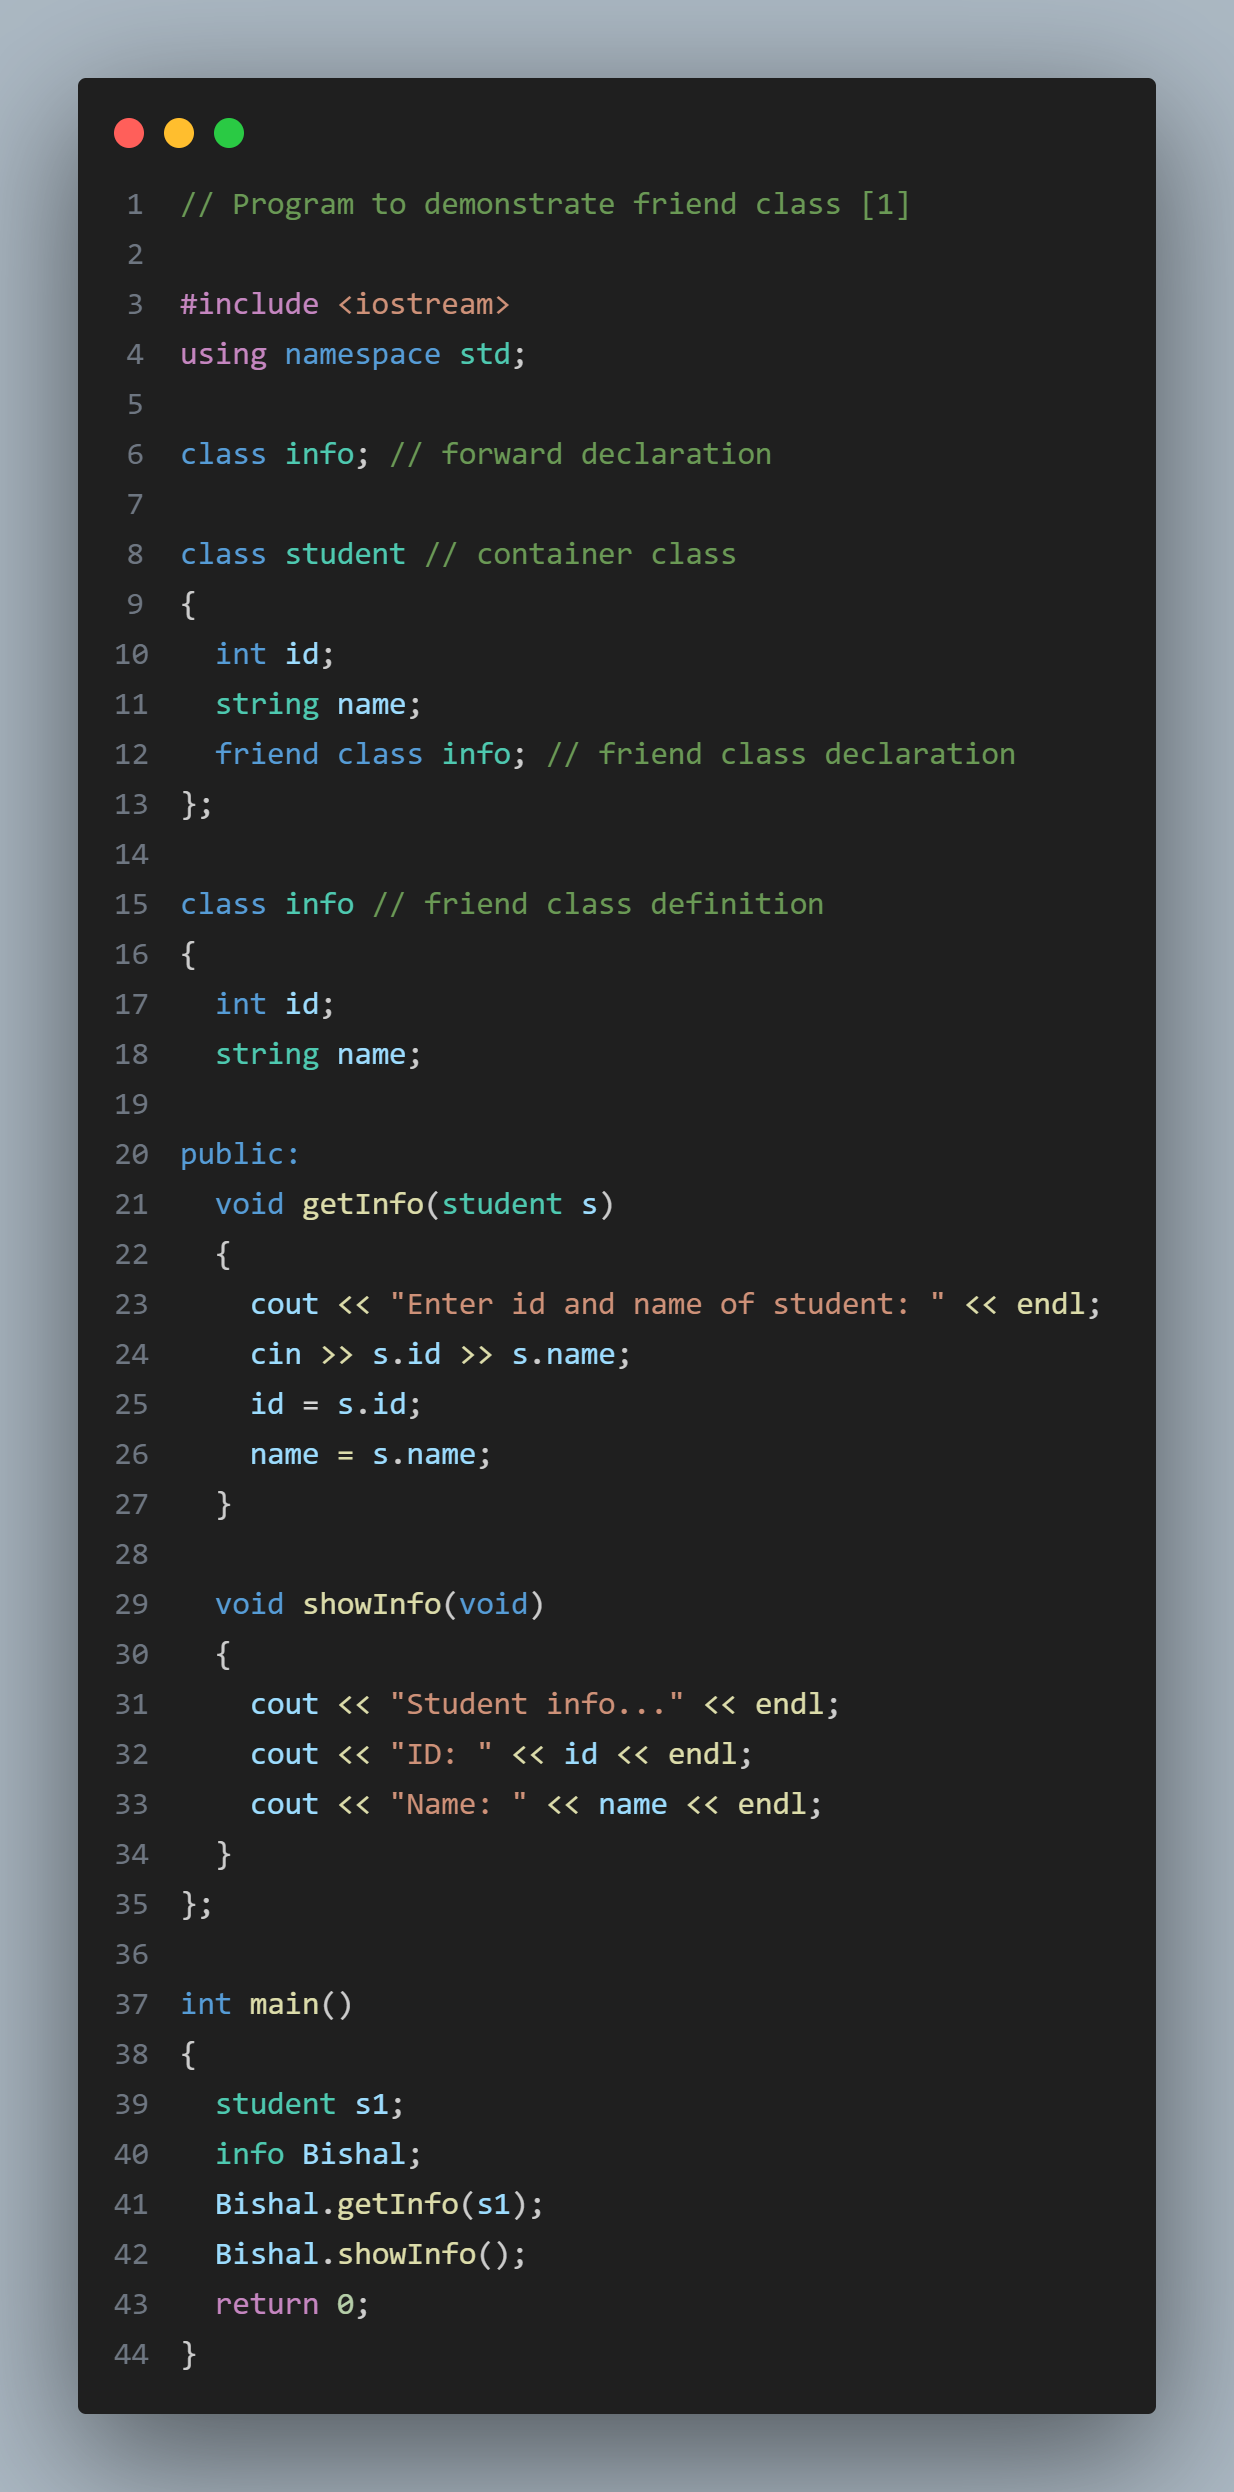 1 // Program to demonstrate friend class [1]
2
3 #include <iostream>
4 using namespace std;
5
6 class info; // forward declaration
7
8 class student // container class
9 {
10   int id;
11   string name;
12   friend class info; // friend class declaration
13 };
14
15 class info // friend class definition
16 {
17   int id;
18   string name;
19
20 public:
21   void getInfo(student s)
22   {
23     cout << "Enter id and name of student: " << endl;
24     cin >> s.id >> s.name;
25     id = s.id;
26     name = s.name;
27   }
28
29   void showInfo(void)
30   {
31     cout << "Student info..." << endl;
32     cout << "ID: " << id << endl;
33     cout << "Name: " << name << endl;
34   }
35 };
36
37 int main()
38 {
39   student s1;
40   info Bishal;
41   Bishal.getInfo(s1);
42   Bishal.showInfo();
43   return 0;
44 }